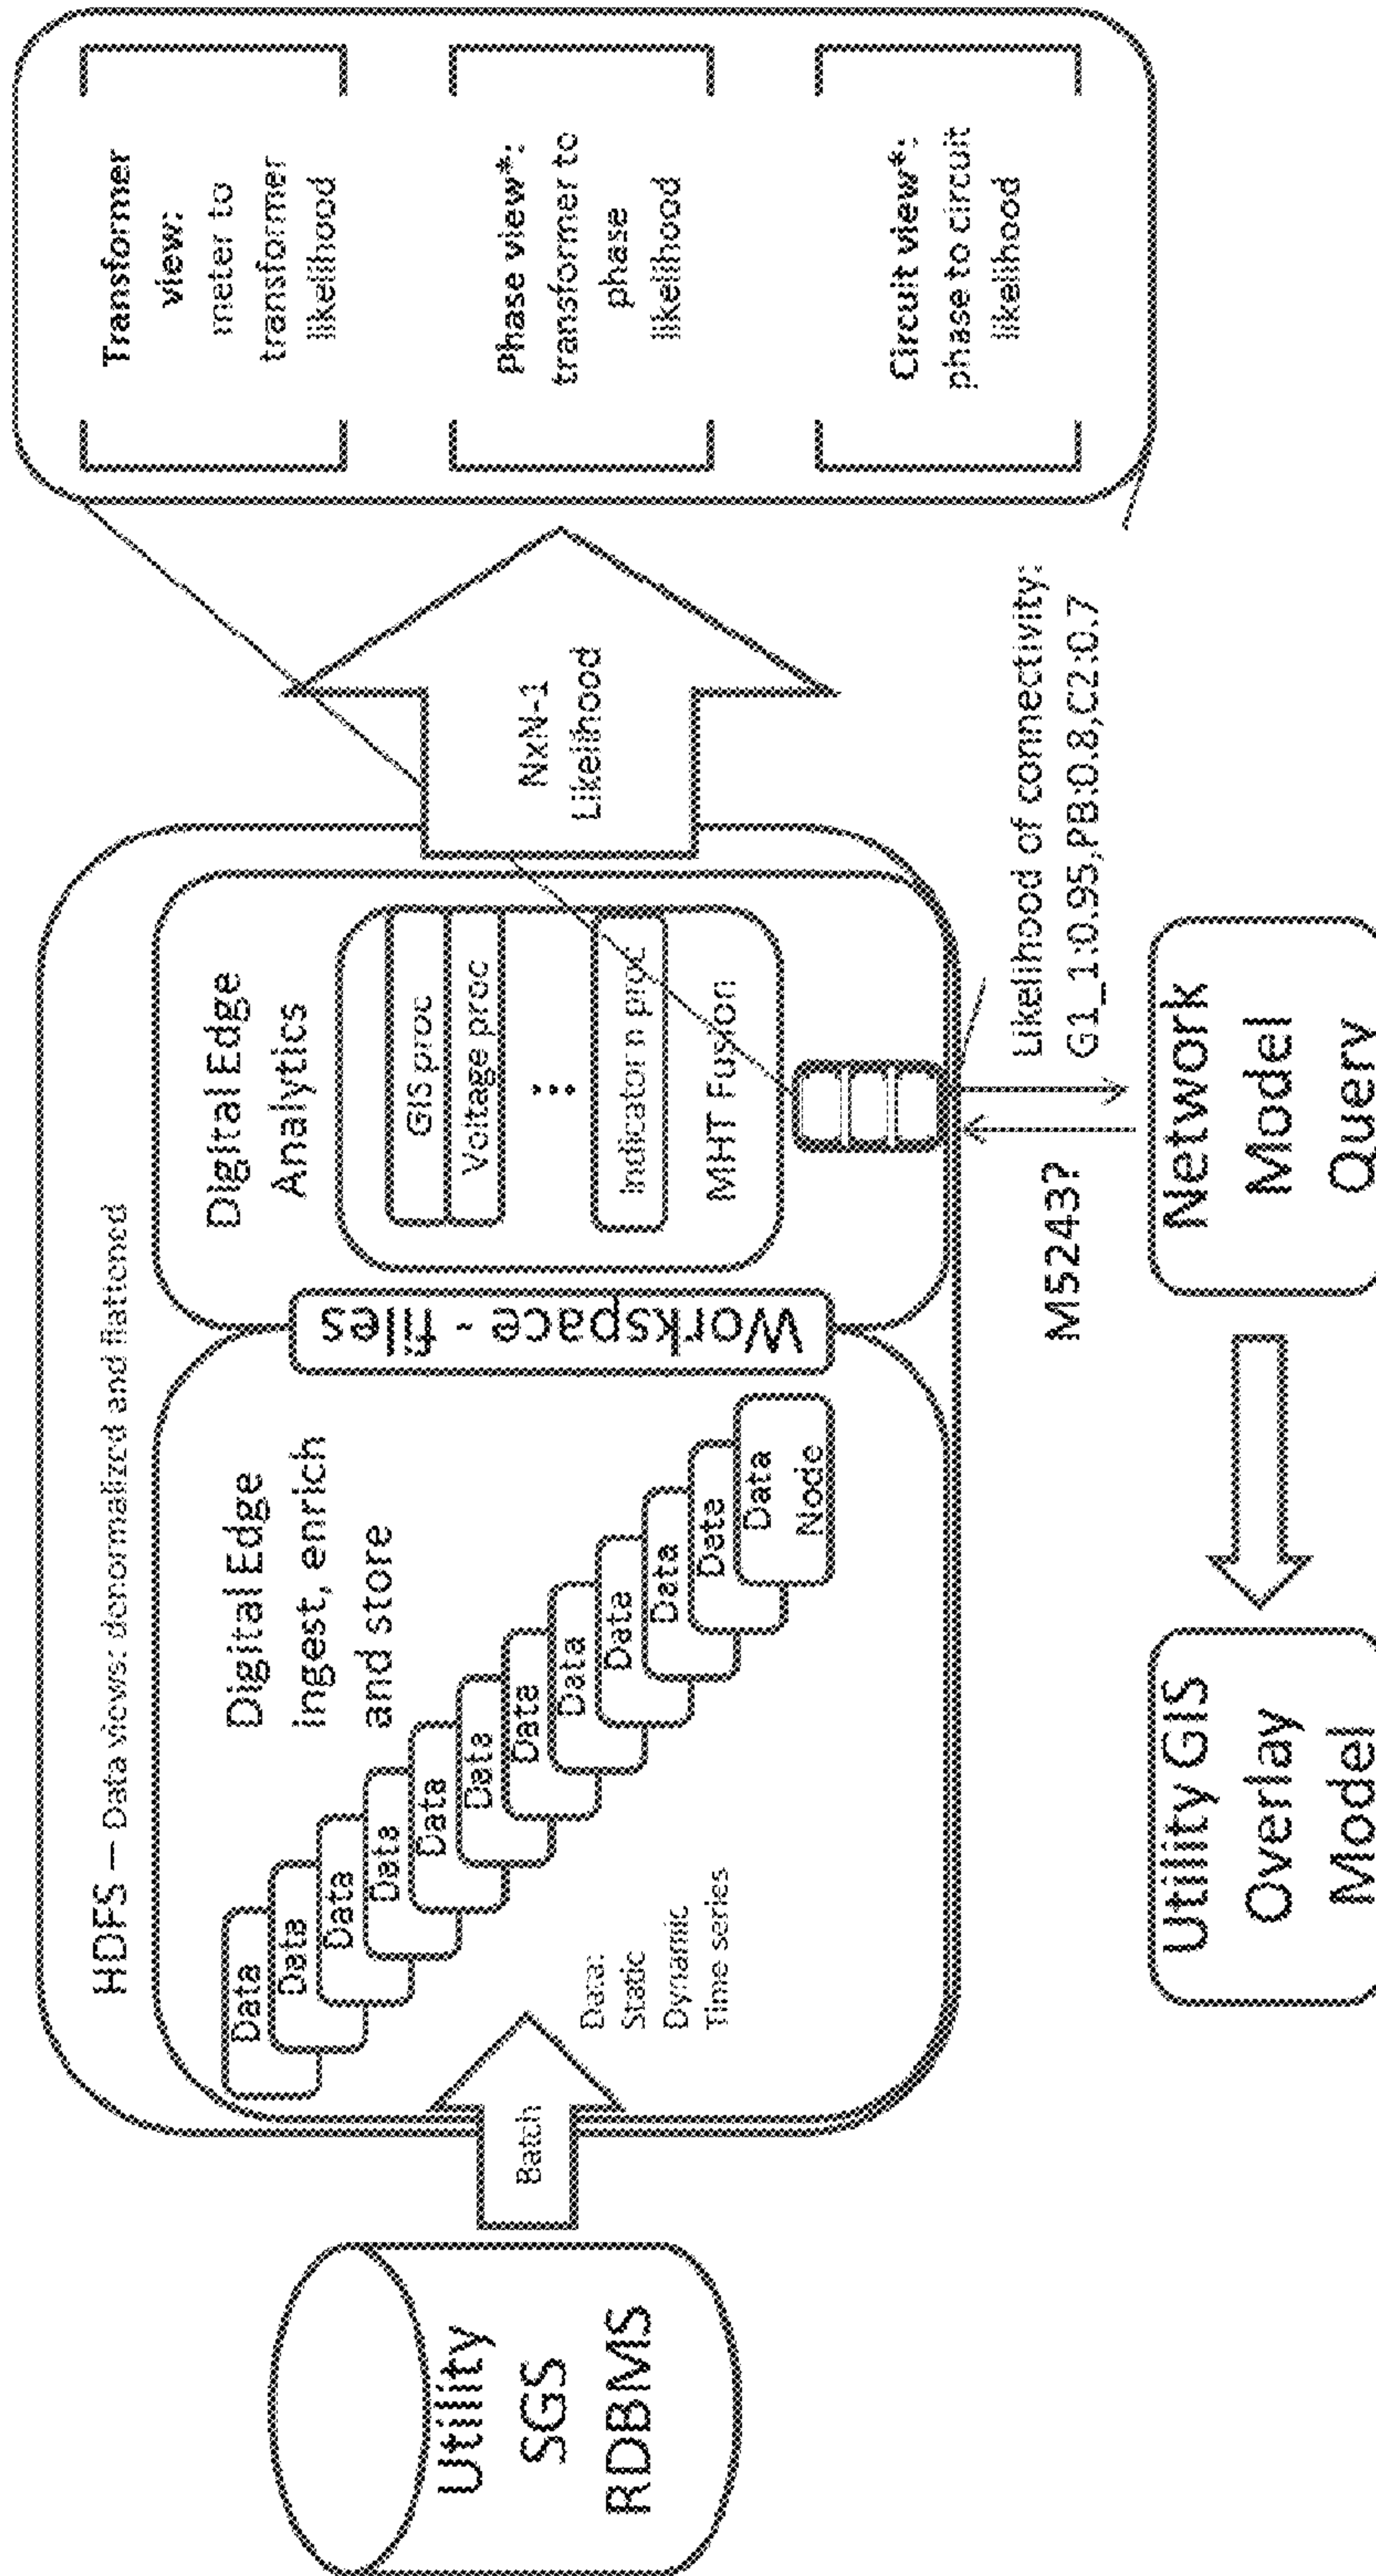 HDFS – Data views: denormalized and flattened
Utility
SGS
RDBMS
Batch
Digital Edge
ingest, enrich
and store
Data
Data
Data
Data
Data
Data
Data
Data
Data
Data
Data
Data
Node
Data:
Static
Dynamic
Time series
Workspace - files
Digital Edge
Analytics
GIS proc
Voltage proc
⋮
Indicator n proc
MHT Fusion
NxN-1
Likelihood
Transformer
view:
meter to
transformer
likelihood
Phase view*:
transformer to
phase
likelihood
Circuit view*:
phase to circuit
likelihood
M5243?
Likelihood of connectivity:
G1_1:0.95,PB:0.8,C2:0.7
Network
Model
Query
Utility GIS
Overlay
Model